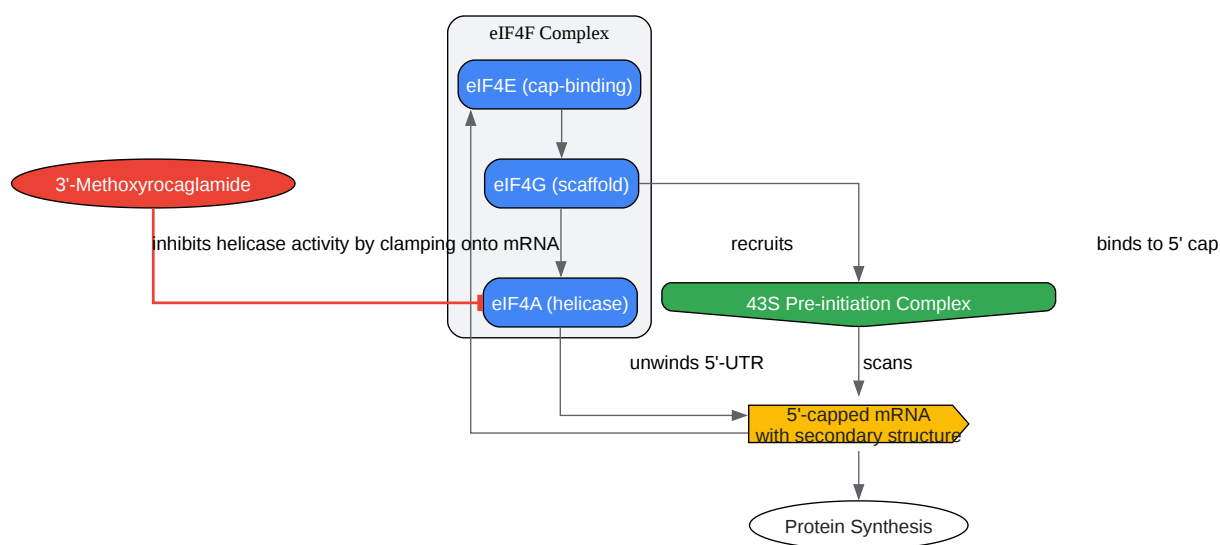 eIF4F Complex
eIF4E (cap-binding)
3'-Methoxyrocaglamide
eIF4G (scaffold)
inhibits helicase activity by clamping onto mRNA
recruits
binds to 5' cap
eIF4A (helicase)
43S Pre-initiation Complex
unwinds 5'-UTR
scans
5'-capped mRNA
with secondary structure
Protein Synthesis